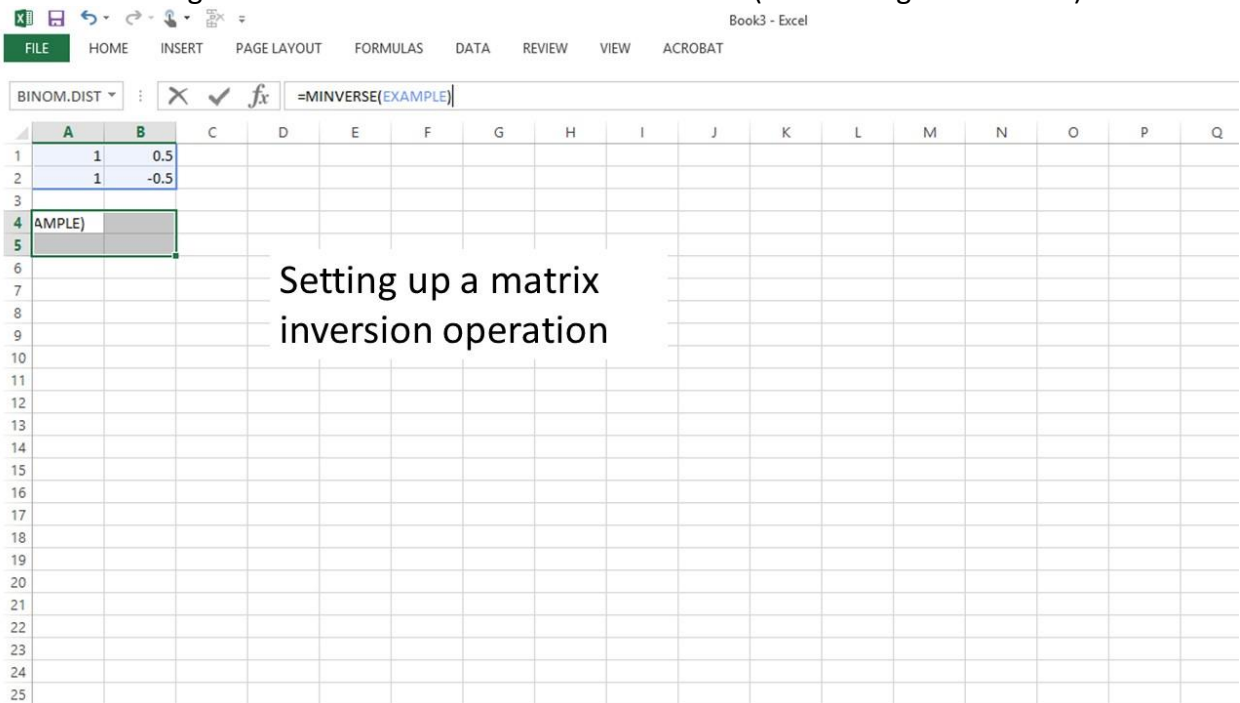 Book3 - Excel
FILE HOME INSERT PAGE LAYOUT FORMULAS DATA REVIEW VIEW ACROBAT
BINOM.DIST fx =MINVERSE(EXAMPLE)
A B C D E F G H I J K L M N O P Q
1 1 0.5
2 1 -0.5
3
4 AMPLE)
5
6
7
8
9
10
11
12
13
14
15
16
17
18
19
20
21
22
23
24
25
Setting up a matrix
inversion operation